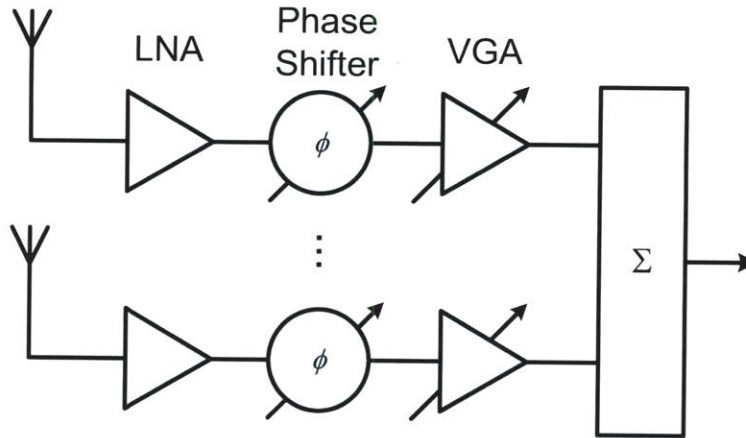 LNA
Phase
Shifter
VGA
ϕ
⋮
Σ
ϕ